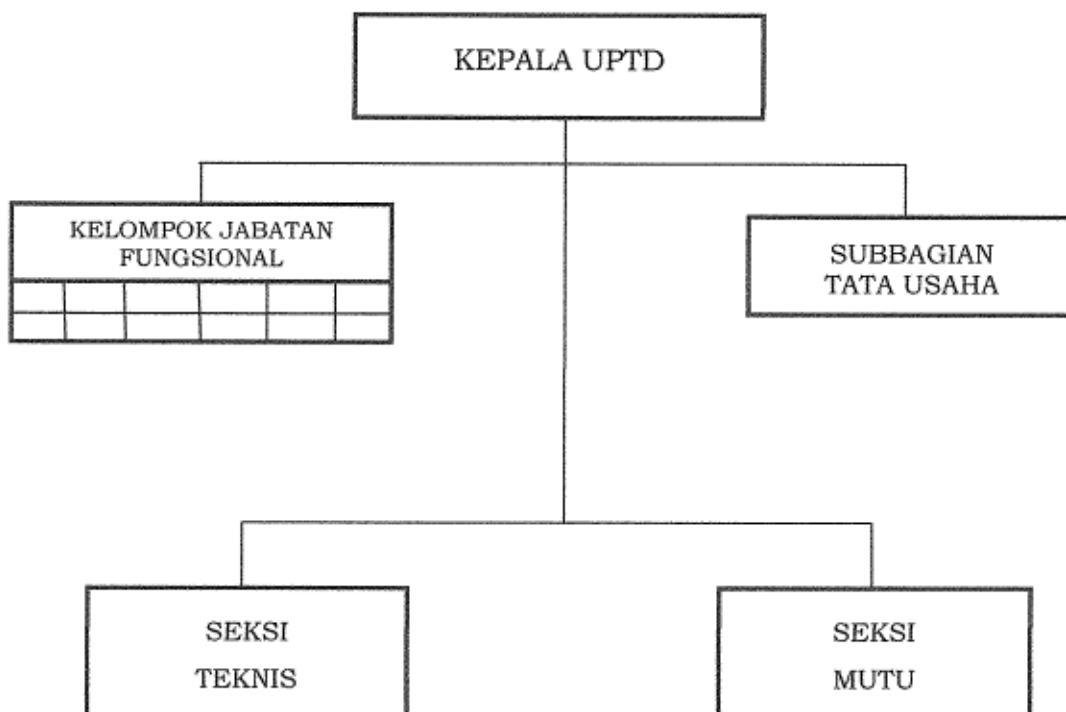 KEPALA UPTD
KELOMPOK JABATAN
FUNGSIONAL
SUBBAGIAN
TATA USAHA
SEKSI
TEKNIS
SEKSI
MUTU